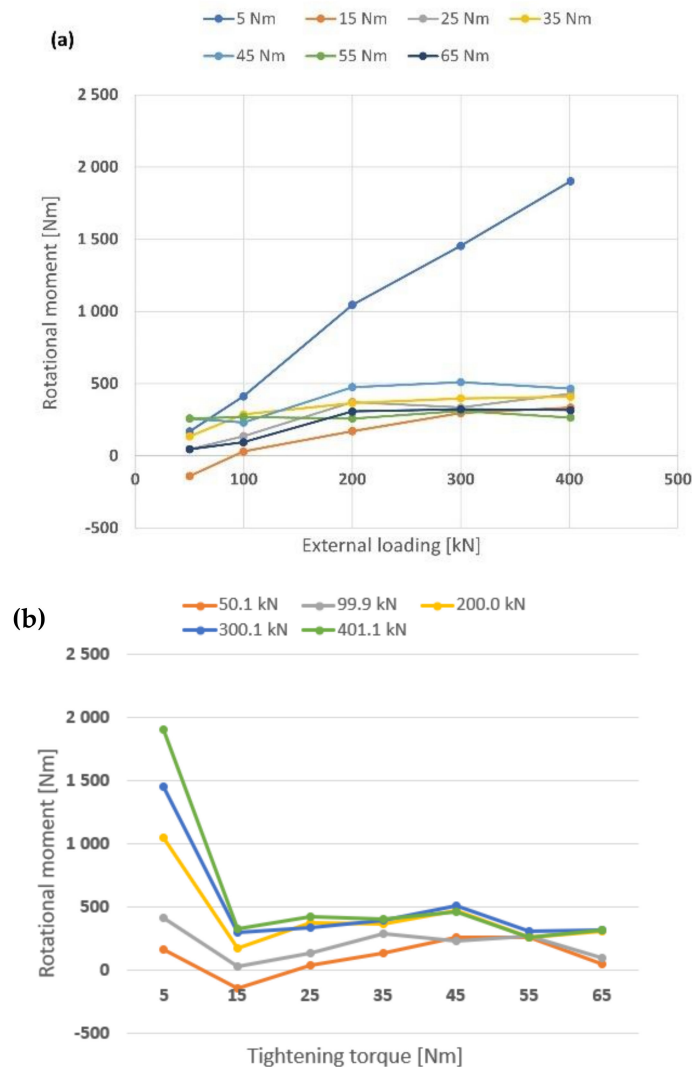 (a)
5 Nm 15 Nm 25 Nm 35 Nm
45 Nm 55 Nm 65 Nm
2 500
2 000
1 500
1 000
500
0
-500
0 100 200 300 400 500
Rotational moment [Nm]
External loading [kN]
(b)
50.1 kN 99.9 kN 200.0 kN
300.1 kN 401.1 kN
2 500
2 000
1 500
1 000
500
0
-500
5 15 25 35 45 55 65
Rotational moment [Nm]
Tightening torque [Nm]